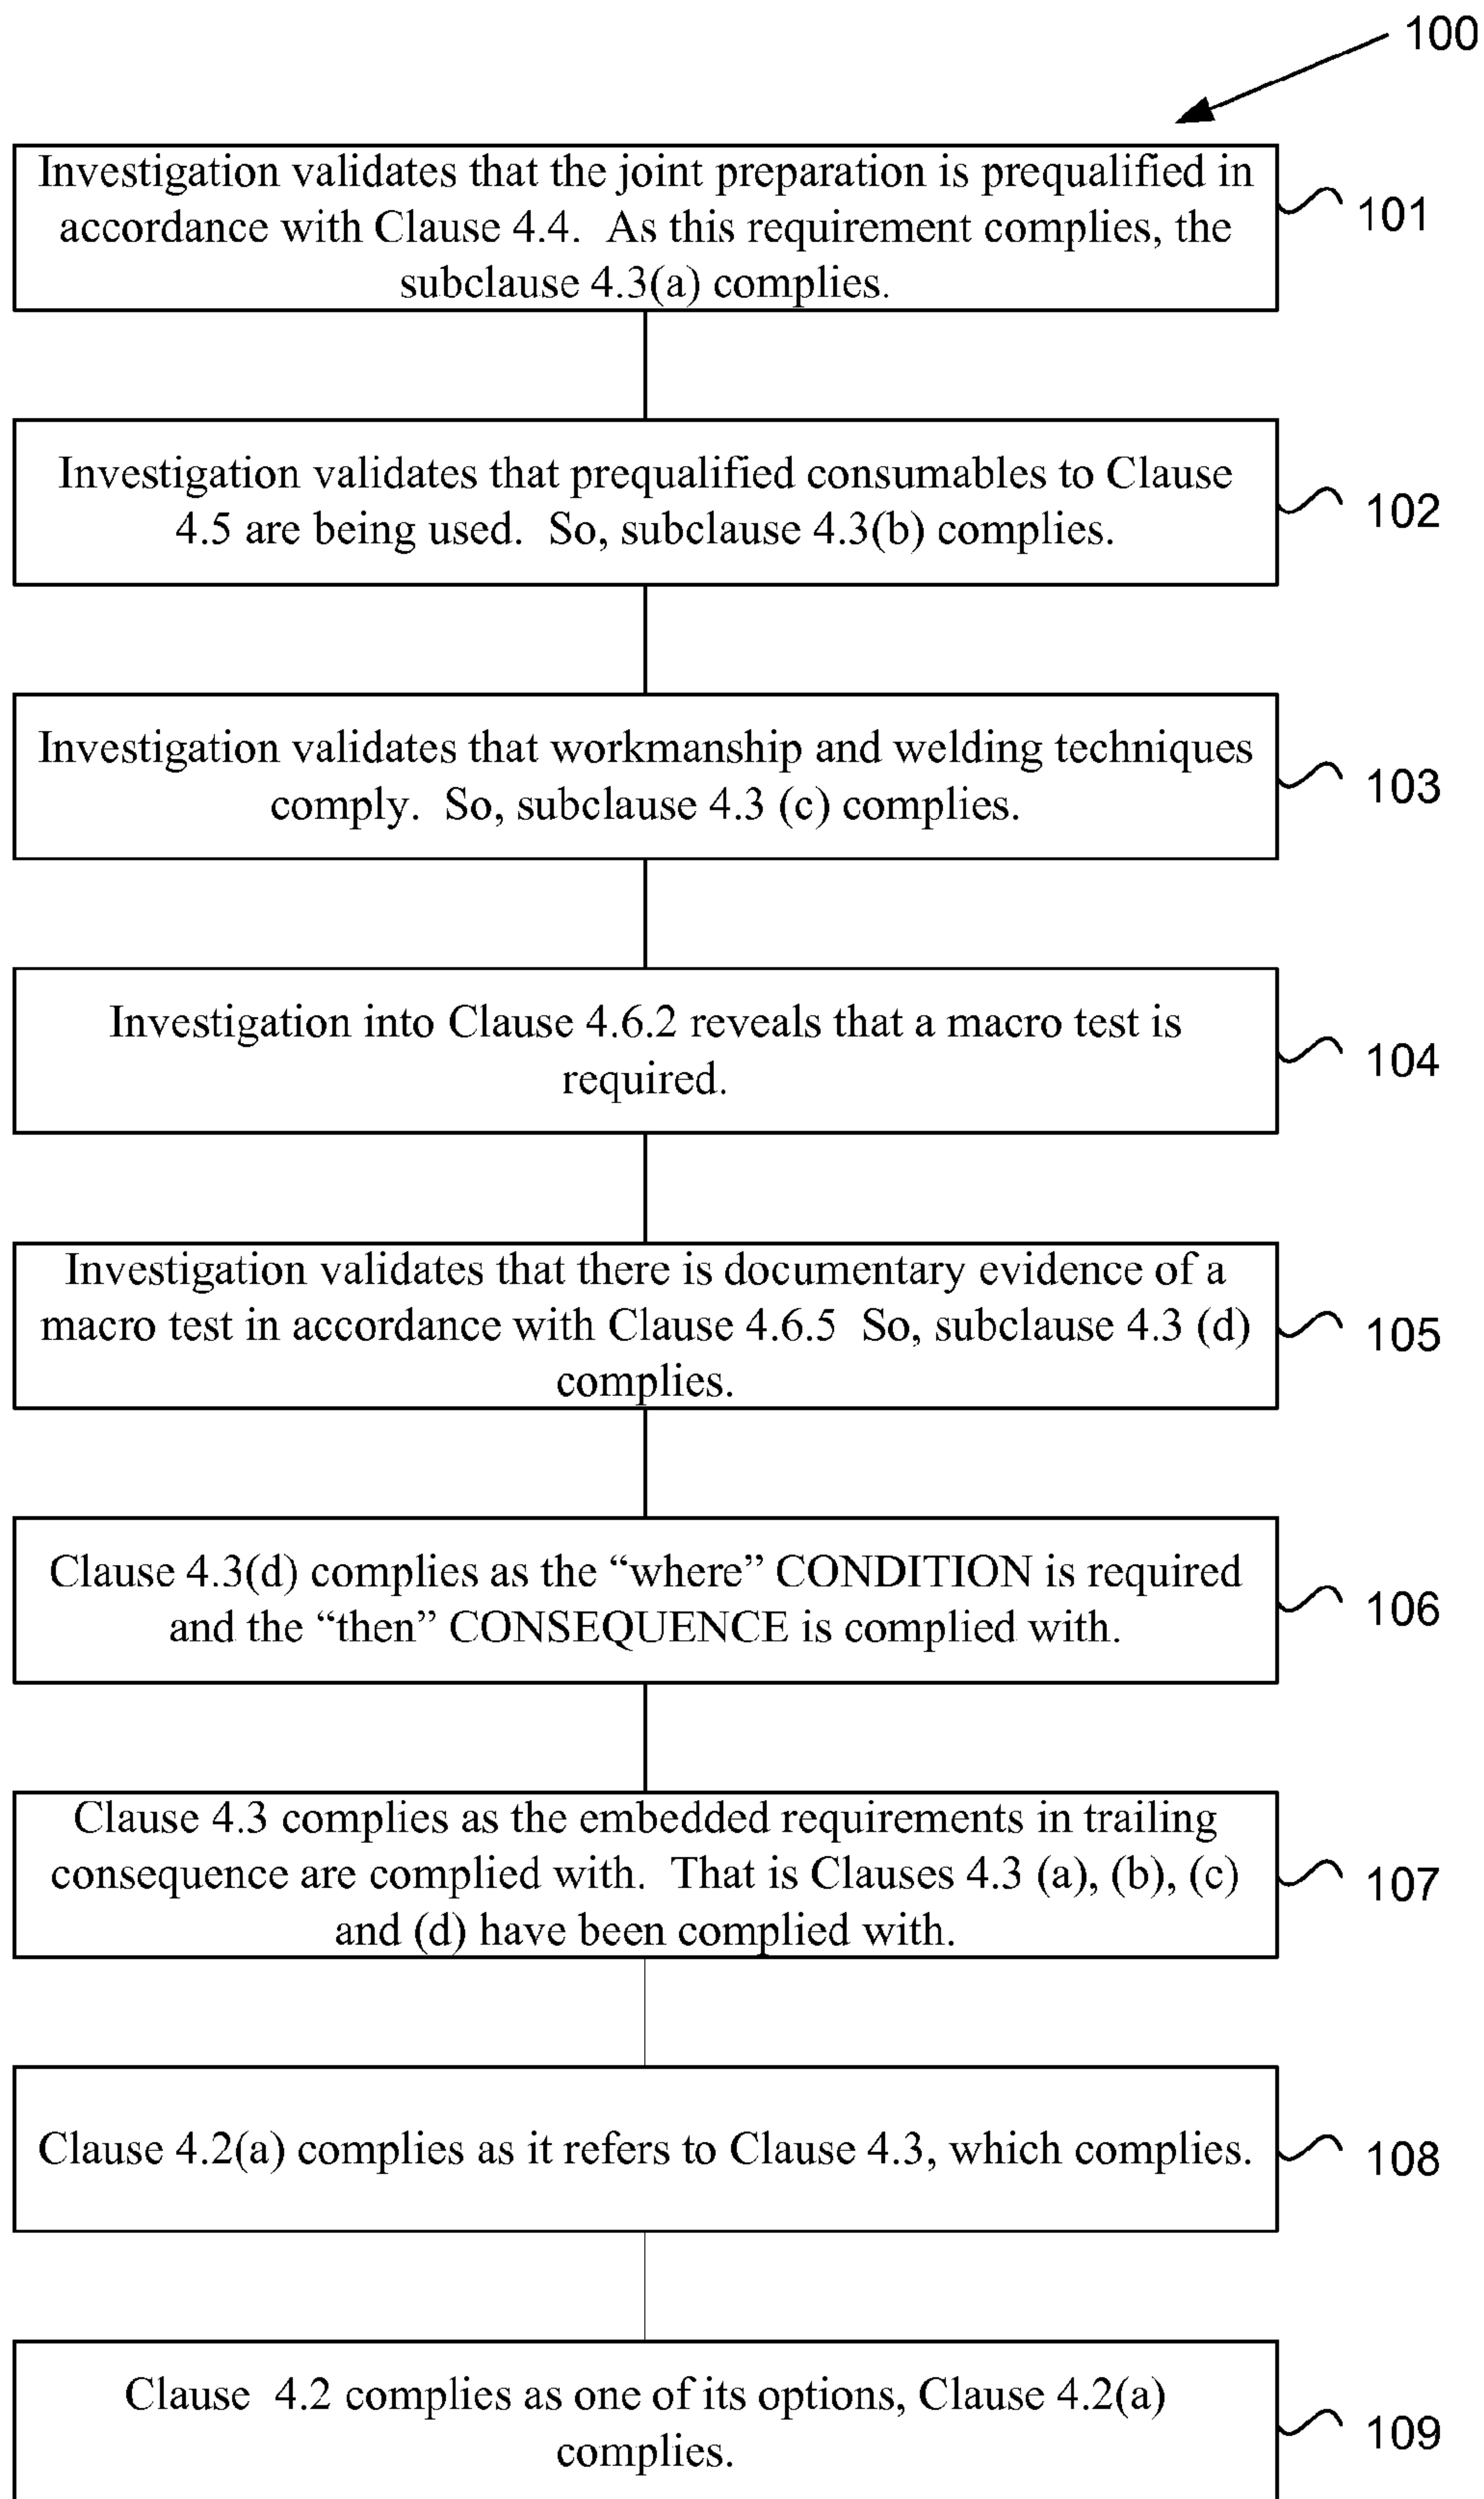 100
Investigation validates that the joint preparation is prequalified in
accordance with Clause 4.4. As this requirement complies, the
subclause 4.3(a) complies.
101
Investigation validates that prequalified consumables to Clause
4.5 are being used. So, subclause 4.3(b) complies.
102
Investigation validates that workmanship and welding techniques
comply. So, subclause 4.3 (c) complies.
103
Investigation into Clause 4.6.2 reveals that a macro test is
required.
104
Investigation validates that there is documentary evidence of a
macro test in accordance with Clause 4.6.5 So, subclause 4.3 (d)
complies.
105
Clause 4.3(d) complies as the “where” CONDITION is required
and the “then” CONSEQUENCE is complied with.
106
Clause 4.3 complies as the embedded requirements in trailing
consequence are complied with. That is Clauses 4.3 (a), (b), (c)
and (d) have been complied with.
107
Clause 4.2(a) complies as it refers to Clause 4.3, which complies.
108
Clause 4.2 complies as one of its options, Clause 4.2(a)
complies.
109